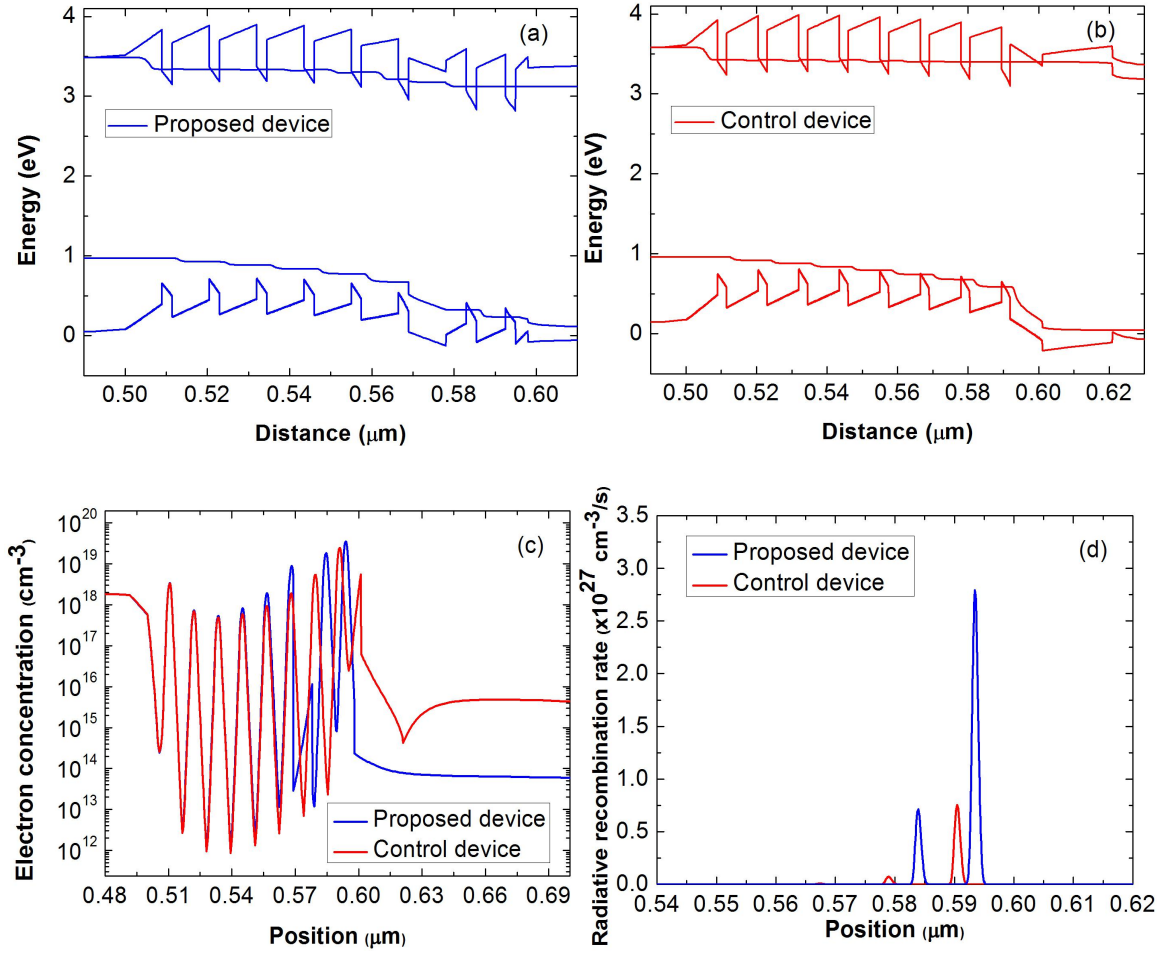 4
(a)
3
Proposed device
2
1
0
Energy (eV)
0.50 0.52 0.54 0.56 0.58 0.60
Distance (μm)
4
(b)
3
Control device
2
1
0
Energy (eV)
0.50 0.52 0.54 0.56 0.58 0.60 0.62
Distance (μm)
10^20
(c)
10^19
10^18
10^17
10^16
10^15
10^14
10^13
10^12
Electron concentration (cm^-3)
Proposed device
Control device
0.48 0.51 0.54 0.57 0.60 0.63 0.66 0.69
Position (μm)
3.5
(d)
3.0
2.5
2.0
1.5
1.0
0.5
0.0
Radiative recombination rate (x10^27 cm^-3/s)
Proposed device
Control device
0.54 0.55 0.56 0.57 0.58 0.59 0.60 0.61 0.62
Position (μm)